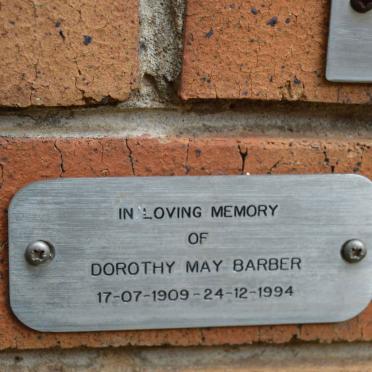 IN LOVING MEMORY
OF
DOROTHY MAY BARBER
17-07-1909-24-12-1994